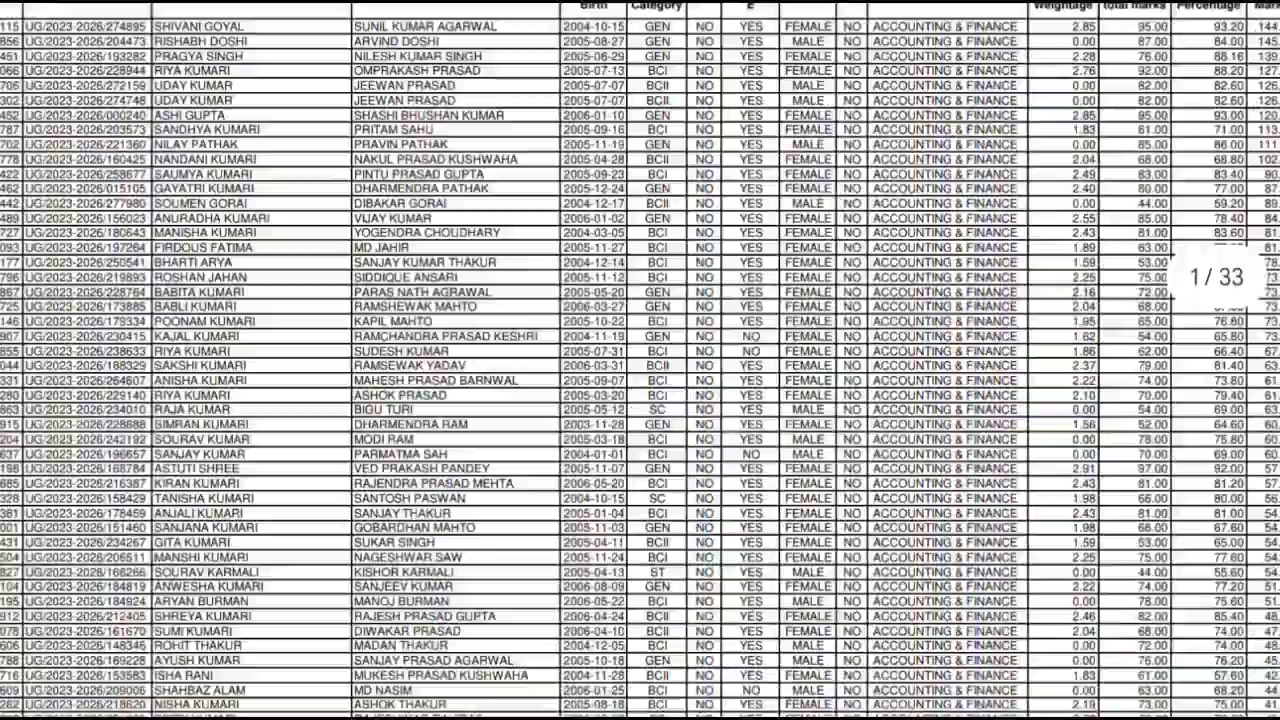 Birth Category E Weightage total marks Percentage
115 UG/2023-2026/274895 SHIVANI GOYAL SUNIL KUMAR AGARWAL 2004-10-15 GEN NO YES FEMALE NO ACCOUNTING & FINANCE 2.85 95.00 93.20 144.
856 UG/2023-2026/204473 RISHABH DOSHI ARVIND DOSHI 2005-08-27 GEN NO YES MALE NO ACCOUNTING & FINANCE 0.00 87.00 84.00 145.
451 UG/2023-2026/193282 PRAGYA SINGH NILESH KUMAR SINGH 2005-06-29 GEN NO YES FEMALE NO ACCOUNTING & FINANCE 2.28 76.00 88.16 139.
066 UG/2023-2026/228944 RIYA KUMARI OMPRAKASH PRASAD 2005-07-13 BCI NO YES FEMALE NO ACCOUNTING & FINANCE 2.76 92.00 88.20 127.
706 UG/2023-2026/272159 UDAY KUMAR JEEWAN PRASAD 2005-07-07 BCII NO YES MALE NO ACCOUNTING & FINANCE 0.00 82.00 82.60 126.
302 UG/2023-2026/274748 UDAY KUMAR JEEWAN PRASAD 2005-07-07 BCII NO YES MALE NO ACCOUNTING & FINANCE 0.00 82.00 82.60 126.
452 UG/2023-2026/000240 ASHI GUPTA SHASHI BHUSHAN KUMAR 2006-01-10 GEN NO YES FEMALE NO ACCOUNTING & FINANCE 2.85 95.00 93.00 120.
787 UG/2023-2026/203573 SANDHYA KUMARI PRITAM SAHU 2005-09-16 BCI NO YES FEMALE NO ACCOUNTING & FINANCE 1.83 61.00 71.00 113.
702 UG/2023-2026/221360 NILAY PATHAK PRAVIN PATHAK 2005-11-19 GEN NO YES MALE NO ACCOUNTING & FINANCE 0.00 85.00 86.00 111
778 UG/2023-2026/160425 NANDANI KUMARI NAKUL PRASAD KUSHWAHA 2005-04-28 BCII NO YES FEMALE NO ACCOUNTING & FINANCE 2.04 68.00 68.80 102.
422 UG/2023-2026/258677 SAUMYA KUMARI PINTU PRASAD GUPTA 2005-09-23 BCI NO YES FEMALE NO ACCOUNTING & FINANCE 2.49 83.00 83.40 90.
462 UG/2023-2026/015105 GAYATRI KUMARI DHARMENDRA PATHAK 2005-12-24 GEN NO YES FEMALE NO ACCOUNTING & FINANCE 2.40 80.00 77.00 87.
442 UG/2023-2026/277980 SOUMEN GORAI DIBAKAR GORAI 2004-12-17 BCII NO YES MALE NO ACCOUNTING & FINANCE 0.00 44.00 59.20 89.
489 UG/2023-2026/156023 ANURADHA KUMARI VIJAY KUMAR 2006-01-02 GEN NO YES FEMALE NO ACCOUNTING & FINANCE 2.55 85.00 78.40 84.
727 UG/2023-2026/180643 MANISHA KUMARI YOGENDRA CHOUDHARY 2004-03-05 BCI NO YES FEMALE NO ACCOUNTING & FINANCE 2.43 81.00 83.60 81.
093 UG/2023-2026/197264 FIRDOUS FATIMA MD JAHIR 2005-11-27 BCI NO YES FEMALE NO ACCOUNTING & FINANCE 1.89 63.00 81.
177 UG/2023-2026/250541 BHARTI ARYA SANJAY KUMAR THAKUR 2004-12-14 BCI NO YES FEMALE NO ACCOUNTING & FINANCE 1.59 53.00 78.
796 UG/2023-2026/219893 ROSHAN JAHAN SIDDIQUE ANSARI 2005-11-12 BCI NO YES FEMALE NO ACCOUNTING & FINANCE 2.25 75.00
1 / 33
867 UG/2023-2026/228764 BABITA KUMARI PARAS NATH AGRAWAL 2005-05-20 GEN NO YES FEMALE NO ACCOUNTING & FINANCE 2.16 72.00
725 UG/2023-2026/173885 BABLI KUMARI RAMSHEWAK MAHTO 2006-03-27 GEN NO YES FEMALE NO ACCOUNTING & FINANCE 2.04 68.00 73.
146 UG/2023-2026/179334 POONAM KUMARI KAPIL MAHTO 2005-10-22 BCI NO YES FEMALE NO ACCOUNTING & FINANCE 1.95 65.00 76.60 73.
907 UG/2023-2026/230415 KAJAL KUMARI RAMCHANDRA PRASAD KESHRI 2004-11-19 GEN NO NO FEMALE NO ACCOUNTING & FINANCE 1.62 54.00 65.80 73.
855 UG/2023-2026/238633 RIYA KUMARI SUDESH KUMAR 2005-07-31 BCI NO NO FEMALE NO ACCOUNTING & FINANCE 1.86 62.00 66.40 67.
044 UG/2023-2026/188329 SAKSHI KUMARI RAMSEWAK YADAV 2006-03-31 BCII NO YES FEMALE NO ACCOUNTING & FINANCE 2.37 79.00 81.40 63.
331 UG/2023-2026/264607 ANISHA KUMARI MAHESH PRASAD BARNWAL 2005-09-07 BCI NO YES FEMALE NO ACCOUNTING & FINANCE 2.22 74.00 73.80 61.
280 UG/2023-2026/229140 RIYA KUMARI ASHOK PRASAD 2005-03-20 BCI NO YES FEMALE NO ACCOUNTING & FINANCE 2.10 70.00 79.40 61.
863 UG/2023-2026/234010 RAJA KUMAR BIGU TURI 2005-05-12 SC NO YES MALE NO ACCOUNTING & FINANCE 0.00 54.00 69.00 63.
915 UG/2023-2026/228688 SIMRAN KUMARI DHARMENDRA RAM 2003-11-28 GEN NO YES FEMALE NO ACCOUNTING & FINANCE 1.56 52.00 64.60 60.
204 UG/2023-2026/242192 SOURAV KUMAR MODI RAM 2005-03-18 BCI NO YES MALE NO ACCOUNTING & FINANCE 0.00 78.00 75.80 60.
637 UG/2023-2026/196657 SANJAY KUMAR PARMATMA SAH 2004-01-01 BCI NO NO MALE NO ACCOUNTING & FINANCE 0.00 70.00 69.00 60.
198 UG/2023-2026/168784 ASTUTI SHREE VED PRAKASH PANDEY 2005-11-07 GEN NO YES FEMALE NO ACCOUNTING & FINANCE 2.91 97.00 92.00 57.
685 UG/2023-2026/216387 KIRAN KUMARI RAJENDRA PRASAD MEHTA 2006-05-20 BCI NO YES FEMALE NO ACCOUNTING & FINANCE 2.43 81.00 81.20 57.
328 UG/2023-2026/158429 TANISHA KUMARI SANTOSH PASWAN 2004-10-15 SC NO YES FEMALE NO ACCOUNTING & FINANCE 1.98 66.00 80.00 56.
381 UG/2023-2026/178459 ANJALI KUMARI SANJAY THAKUR 2005-01-04 BCI NO YES FEMALE NO ACCOUNTING & FINANCE 2.43 81.00 81.00 54.
001 UG/2023-2026/151460 SANJANA KUMARI GOBARDHAN MAHTO 2005-11-03 GEN NO YES FEMALE NO ACCOUNTING & FINANCE 1.98 66.00 67.60 54.
431 UG/2023-2026/234267 GITA KUMARI SUKAR SINGH 2005-04-11 BCII NO YES FEMALE NO ACCOUNTING & FINANCE 1.59 53.00 65.00 54.
504 UG/2023-2026/206511 MANSHI KUMARI NAGESHWAR SAW 2005-11-24 BCI NO YES FEMALE NO ACCOUNTING & FINANCE 2.25 75.00 77.60 54.
827 UG/2023-2026/166266 SOURAV KARMALI KISHOR KARMALI 2005-04-13 ST NO YES MALE NO ACCOUNTING & FINANCE 0.00 44.00 55.60 54.
104 UG/2023-2026/184819 ANWESHA KUMARI SANJEEV KUMAR 2006-08-09 GEN NO YES FEMALE NO ACCOUNTING & FINANCE 2.22 74.00 77.20 51.
195 UG/2023-2026/184924 ARYAN BURMAN MANOJ BURMAN 2006-05-22 BCI NO YES MALE NO ACCOUNTING & FINANCE 0.00 78.00 75.60 51.
912 UG/2023-2026/212405 SHREYA KUMARI RAJESH PRASAD GUPTA 2006-04-24 BCII NO YES FEMALE NO ACCOUNTING & FINANCE 2.46 82.00 85.40 48.
078 UG/2023-2026/161670 SUMI KUMARI DIWAKAR PRASAD 2006-04-10 BCII NO YES FEMALE NO ACCOUNTING & FINANCE 2.04 68.00 74.00 47.
606 UG/2023-2026/148346 ROHIT THAKUR MADAN THAKUR 2004-12-05 BCI NO YES MALE NO ACCOUNTING & FINANCE 0.00 72.00 74.00 48.
788 UG/2023-2026/169228 AYUSH KUMAR SANJAY PRASAD AGARWAL 2005-10-18 GEN NO YES MALE NO ACCOUNTING & FINANCE 0.00 76.00 76.20 45.
716 UG/2023-2026/153583 ISHA RANI MUKESH PRASAD KUSHWAHA 2004-11-28 BCII NO YES FEMALE NO ACCOUNTING & FINANCE 1.83 61.00 57.60 42.
609 UG/2023-2026/209006 SHAHBAZ ALAM MD NASIM 2006-01-25 BCI NO NO MALE NO ACCOUNTING & FINANCE 0.00 63.00 68.20 44.
262 UG/2023-2026/218620 NISHA KUMARI ASHOK THAKUR 2005-08-18 BCI NO YES FEMALE NO ACCOUNTING & FINANCE 2.19 73.00 75.00 41.